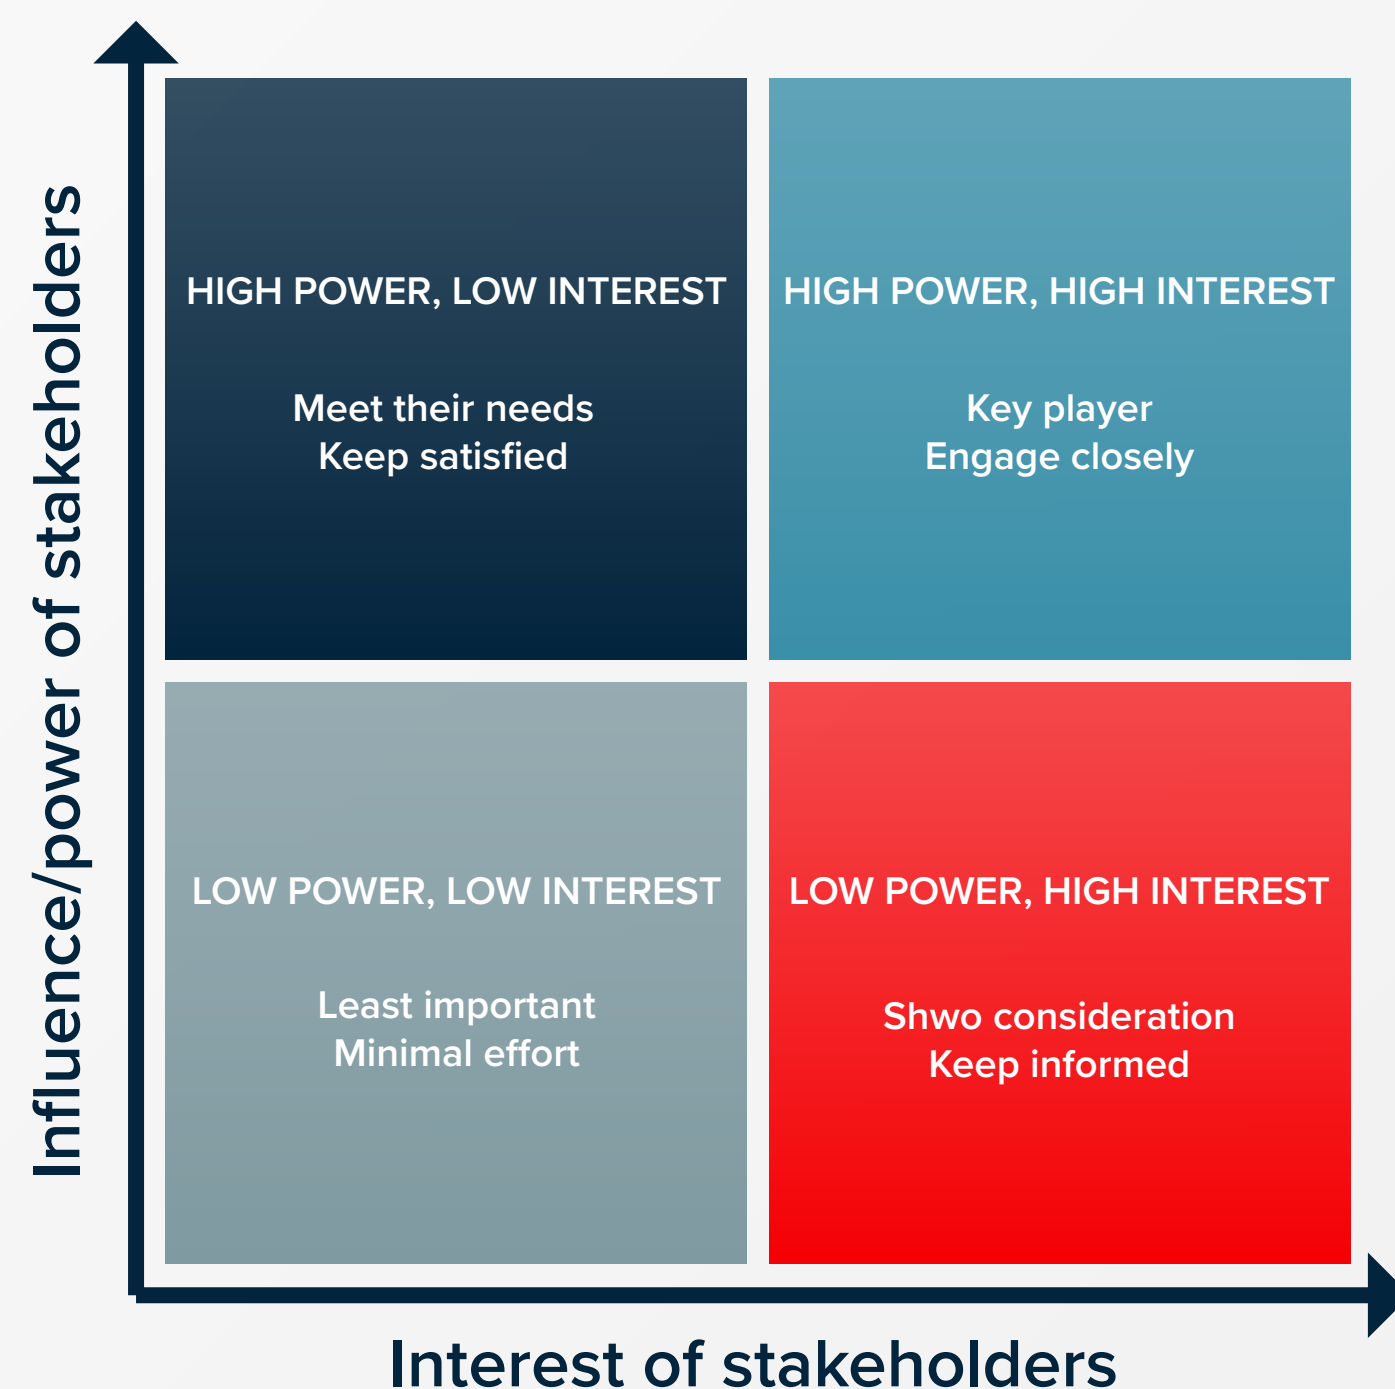 Influence/power of stakeholders
HIGH POWER, LOW INTEREST
Meet their needs
Keep satisfied
HIGH POWER, HIGH INTEREST
Key player
Engage closely
LOW POWER, LOW INTEREST
Least important
Minimal effort
LOW POWER, HIGH INTEREST
Shwo consideration
Keep informed
Interest of stakeholders